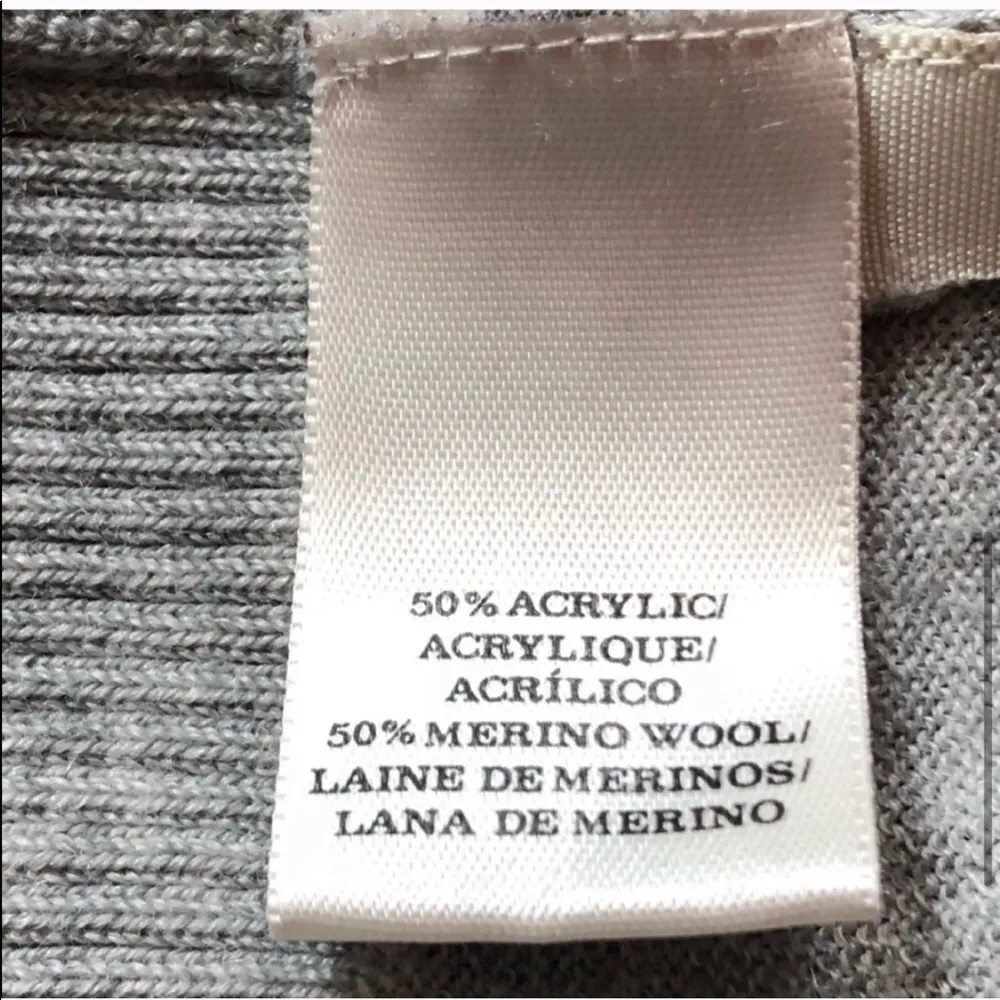 50% ACRYLIC/
ACRYLIQUE/
ACRÍLICO
50% MERINO WOOL/
LAINE DE MERINOS/
LANA DE MERINO